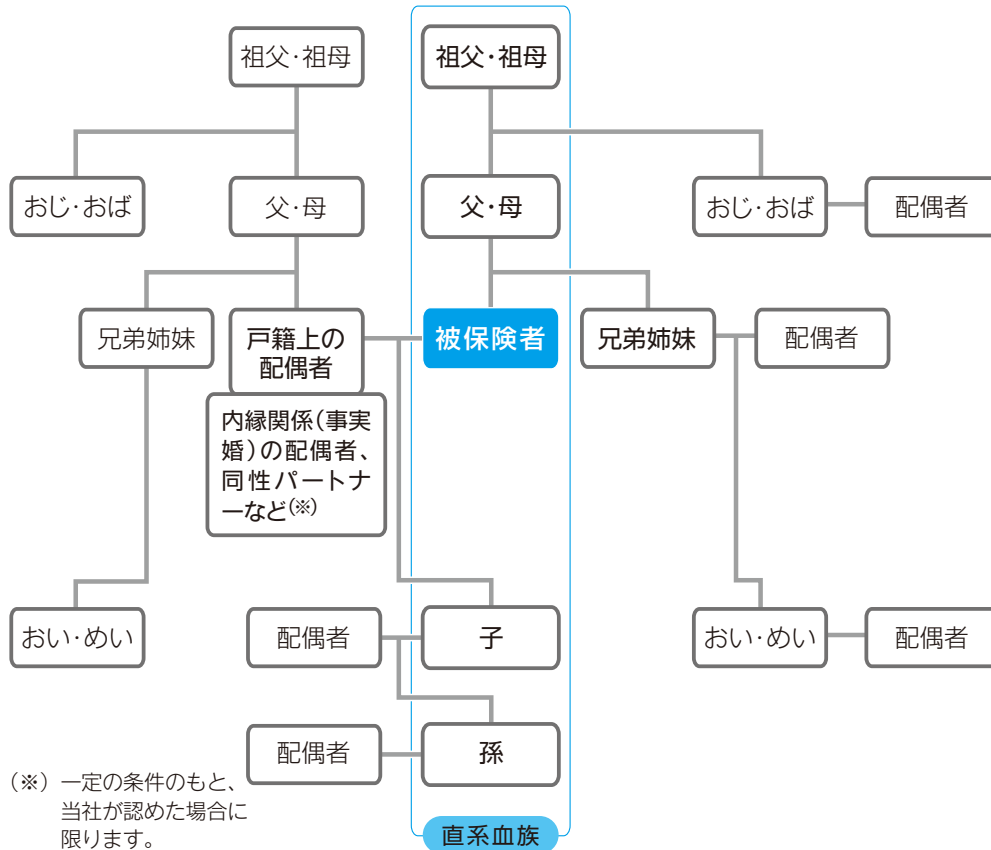 祖父・祖母
祖父・祖母
おじ・おば
父・母
父・母
おじ・おば
配偶者
兄弟姉妹
戸籍上の
配偶者
被保険者
兄弟姉妹
配偶者
内縁関係(事実
婚)の配偶者、
同性パートナ
ーなど(※)
おい・めい
配偶者
子
おい・めい
配偶者
配偶者
孫
(※) 一定の条件のもと、
当社が認めた場合に
限ります。
直系血族